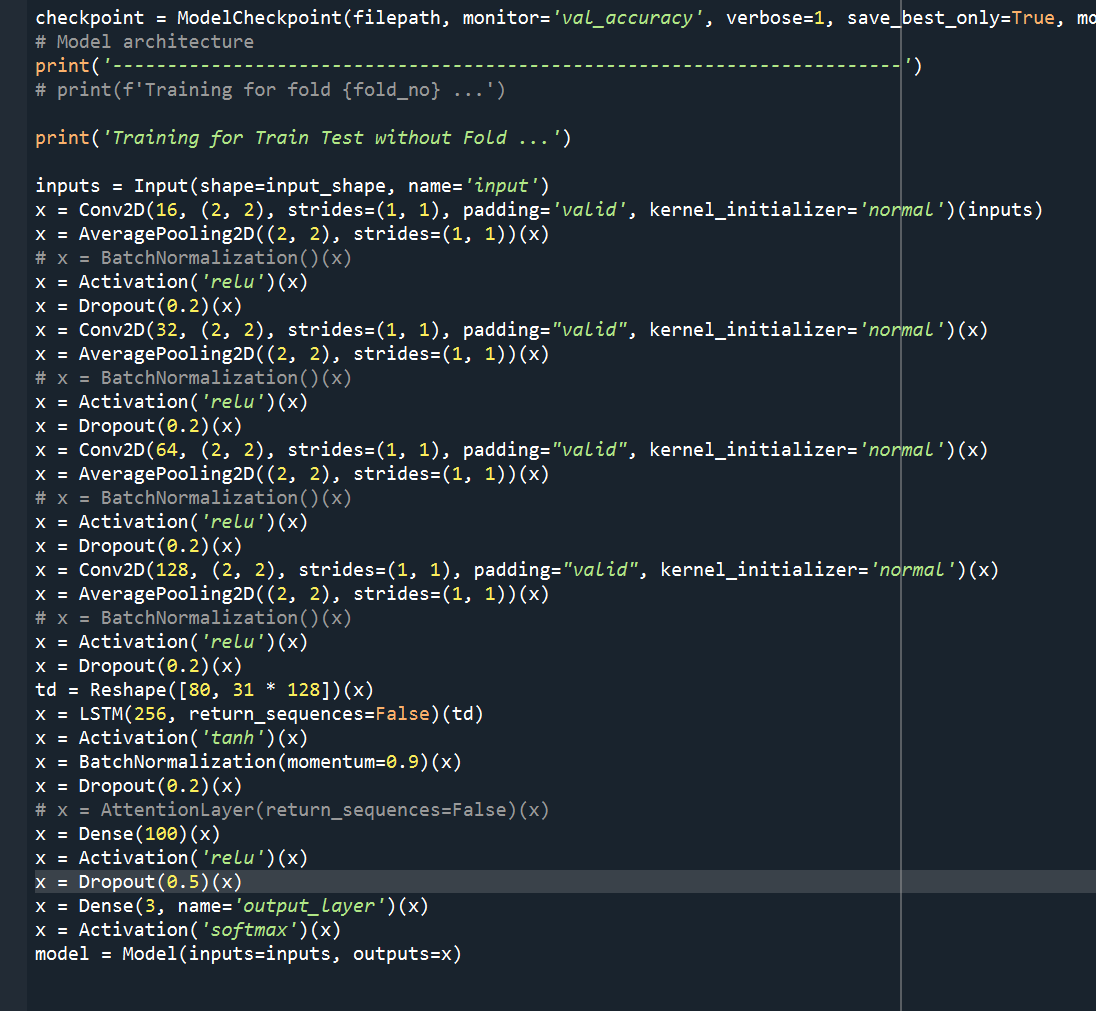 checkpoint = ModelCheckpoint(filepath, monitor='val_accuracy', verbose=1, save_best_only=True, mo
# Model architecture
print('------------------------------------------------------------------------')
# print(f'Training for fold {fold_no} ...')
print('Training for Train Test without Fold ...')
inputs = Input(shape=input_shape, name='input')
x = Conv2D(16, (2, 2), strides=(1, 1), padding='valid', kernel_initializer='normal')(inputs)
x = AveragePooling2D((2, 2), strides=(1, 1))(x)
# x = BatchNormalization()(x)
x = Activation('relu')(x)
x = Dropout(0.2)(x)
x = Conv2D(32, (2, 2), strides=(1, 1), padding="valid", kernel_initializer='normal')(x)
x = AveragePooling2D((2, 2), strides=(1, 1))(x)
# x = BatchNormalization()(x)
x = Activation('relu')(x)
x = Dropout(0.2)(x)
x = Conv2D(64, (2, 2), strides=(1, 1), padding="valid", kernel_initializer='normal')(x)
x = AveragePooling2D((2, 2), strides=(1, 1))(x)
# x = BatchNormalization()(x)
x = Activation('relu')(x)
x = Dropout(0.2)(x)
x = Conv2D(128, (2, 2), strides=(1, 1), padding="valid", kernel_initializer='normal')(x)
x = AveragePooling2D((2, 2), strides=(1, 1))(x)
# x = BatchNormalization()(x)
x = Activation('relu')(x)
x = Dropout(0.2)(x)
td = Reshape([80, 31 * 128])(x)
x = LSTM(256, return_sequences=False)(td)
x = Activation('tanh')(x)
x = BatchNormalization(momentum=0.9)(x)
x = Dropout(0.2)(x)
# x = AttentionLayer(return_sequences=False)(x)
x = Dense(100)(x)
x = Activation('relu')(x)
x = Dropout(0.5)(x)
x = Dense(3, name='output_layer')(x)
x = Activation('softmax')(x)
model = Model(inputs=inputs, outputs=x)